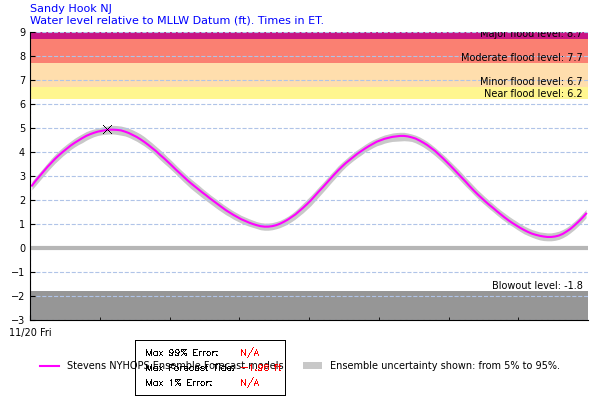 Sandy Hook NJ
Water level relative to MLLW Datum (ft). Times in ET.
9
Major flood level: 8.7
8
Moderate flood level: 7.7
7
Minor flood level: 6.7
Near flood level: 6.2
6
5
4
3
2
1
0
−1
Blowout level: -1.8
−2
−3
11/20 Fri
Max 99% Error: N/A
Stevens NYHOPS Ensemble Forecast models
Ensemble uncertainty shown: from 5% to 95%.
Max Forecast Tide:
Max 1% Error: N/A